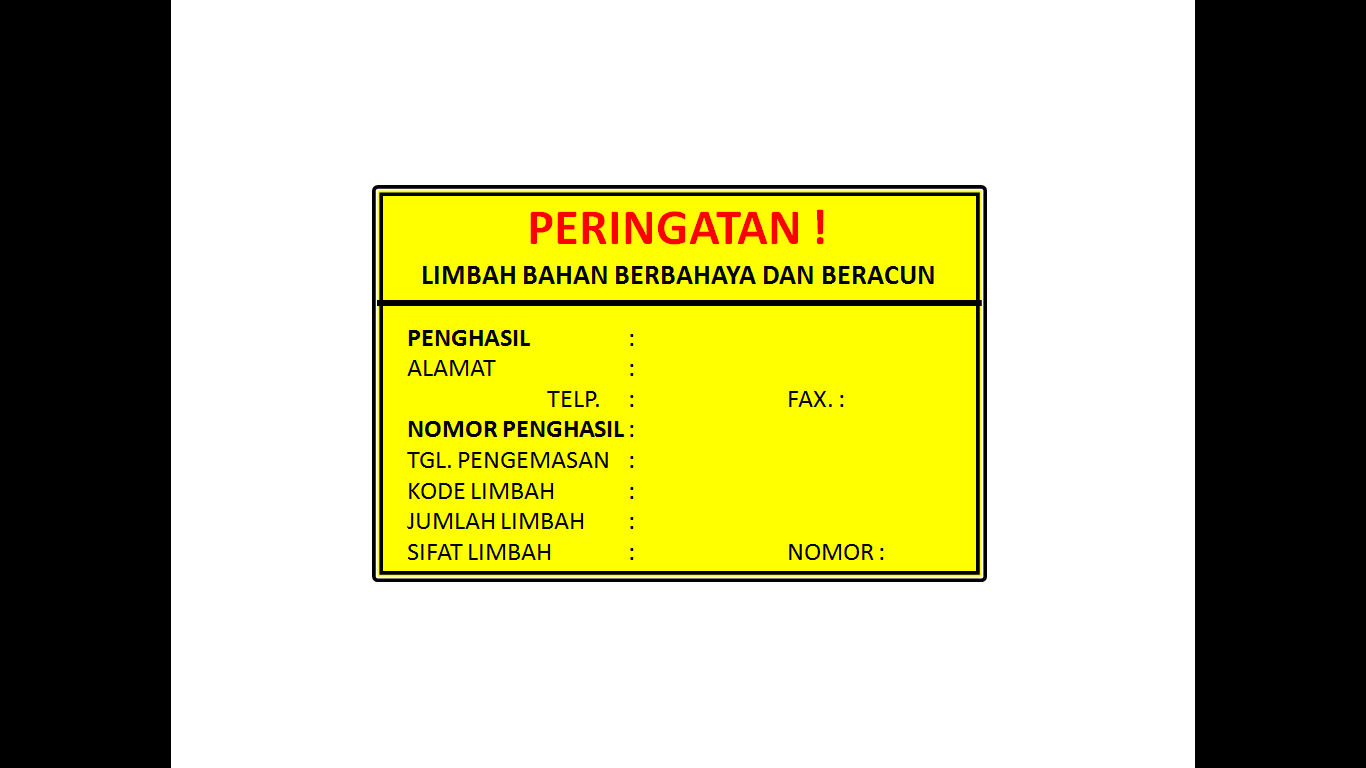 PERINGATAN !
LIMBAH BAHAN BERBAHAYA DAN BERACUN
PENGHASIL :
ALAMAT :
TELP. : FAX. :
NOMOR PENGHASIL :
TGL. PENGEMASAN :
KODE LIMBAH :
JUMLAH LIMBAH :
SIFAT LIMBAH : NOMOR :